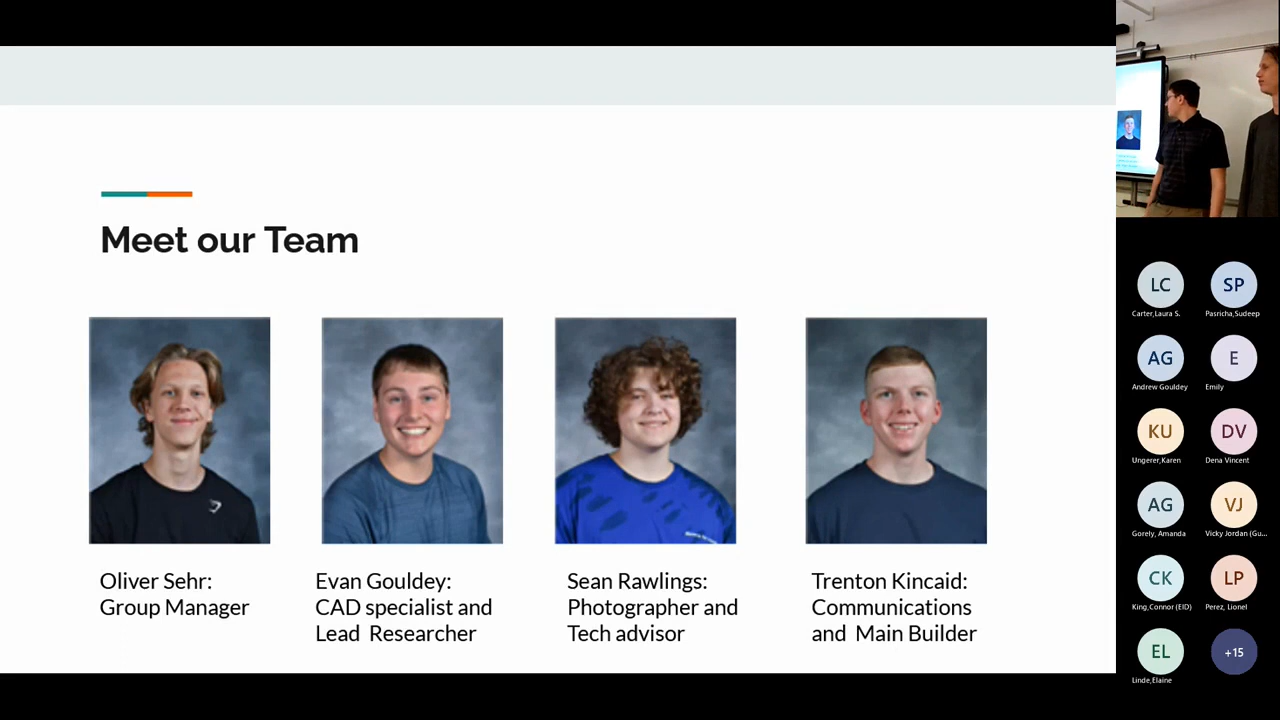 Meet our Team
Oliver Sehr:
Group Manager
Evan Gouldey:
CAD specialist and
Lead Researcher
Sean Rawlings:
Photographer and
Tech advisor
Trenton Kincaid:
Communications
and Main Builder
LC
Carter,Laura S.
SP
Pasricha,Sudeep
AG
Andrew Gouldey
E
Emily
KU
Ungerer,Karen
DV
Dena Vincent
AG
Gorely, Amanda
VJ
Vicky Jordan (Gu...
CK
King,Connor (EID)
LP
Perez, Lionel
EL
Linde,Elaine
+15